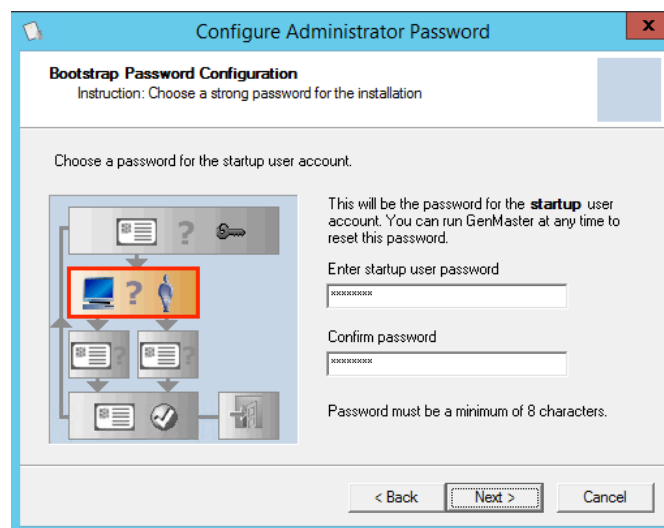 Configure Administrator Password
x
Bootstrap Password Configuration
Instruction: Choose a strong password for the installation
Choose a password for the startup user account.
This will be the password for the startup user
account. You can run GenMaster at any time to
reset this password.
Enter startup user password
xxxxxxxx
Confirm password
xxxxxxxx
Password must be a minimum of 8 characters.
< Back
Next >
Cancel